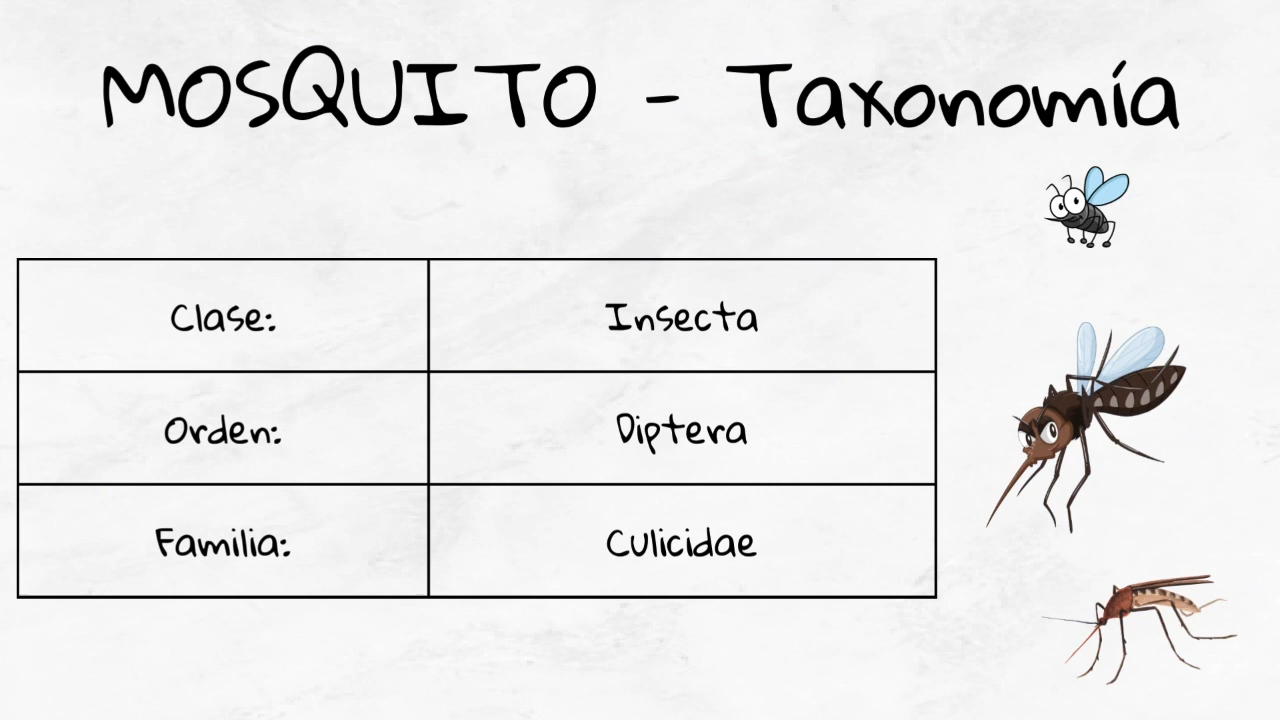 MOSQUITO - Taxonomía
Clase: Insecta
Orden: Diptera
Familia: Culicidae